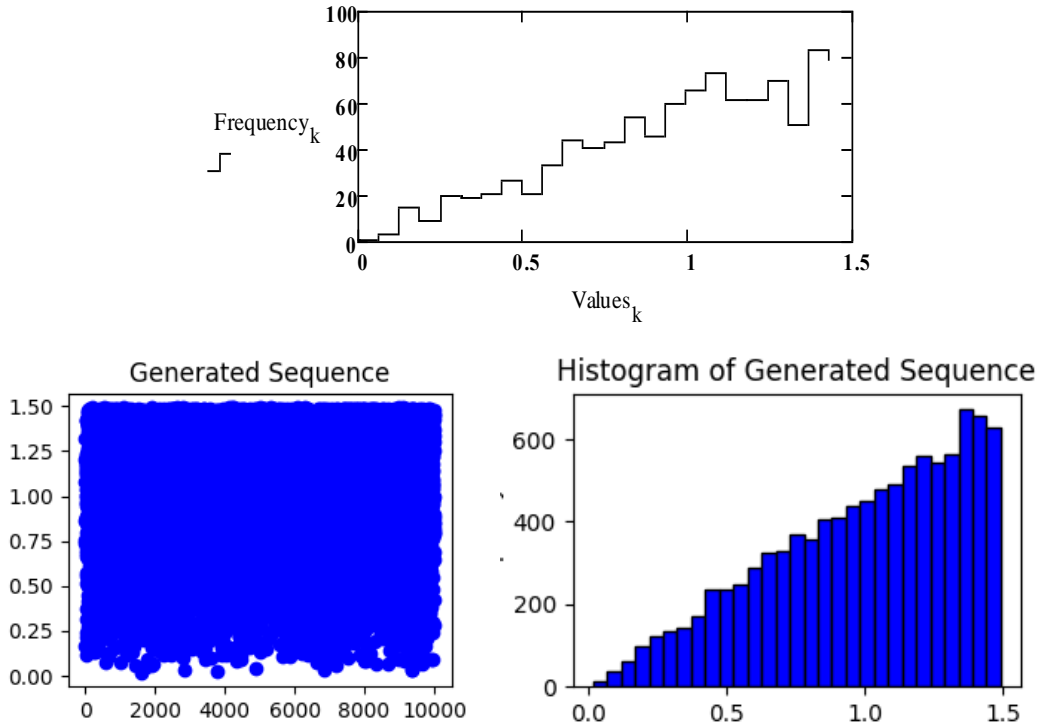 100
80
60
40
20
0
Frequency k
0 0.5 1 1.5
Values k
Generated Sequence
1.50
1.25
1.00
0.75
0.50
0.25
0.00
0 2000 4000 6000 8000 10000
Histogram of Generated Sequence
600
400
200
0
0.0 0.5 1.0 1.5